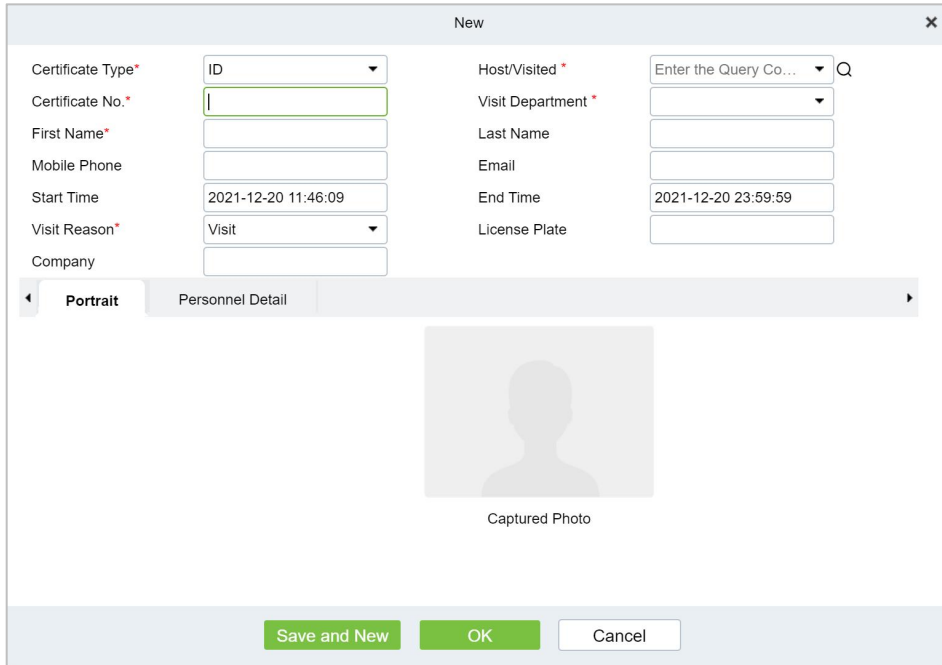 New ×
Certificate Type* ID Host/Visited * Enter the Query Co...
Certificate No.* Visit Department *
First Name* Last Name
Mobile Phone Email
Start Time 2021-12-20 11:46:09 End Time 2021-12-20 23:59:59
Visit Reason* Visit License Plate
Company
Portrait Personnel Detail
Captured Photo
Save and New OK Cancel